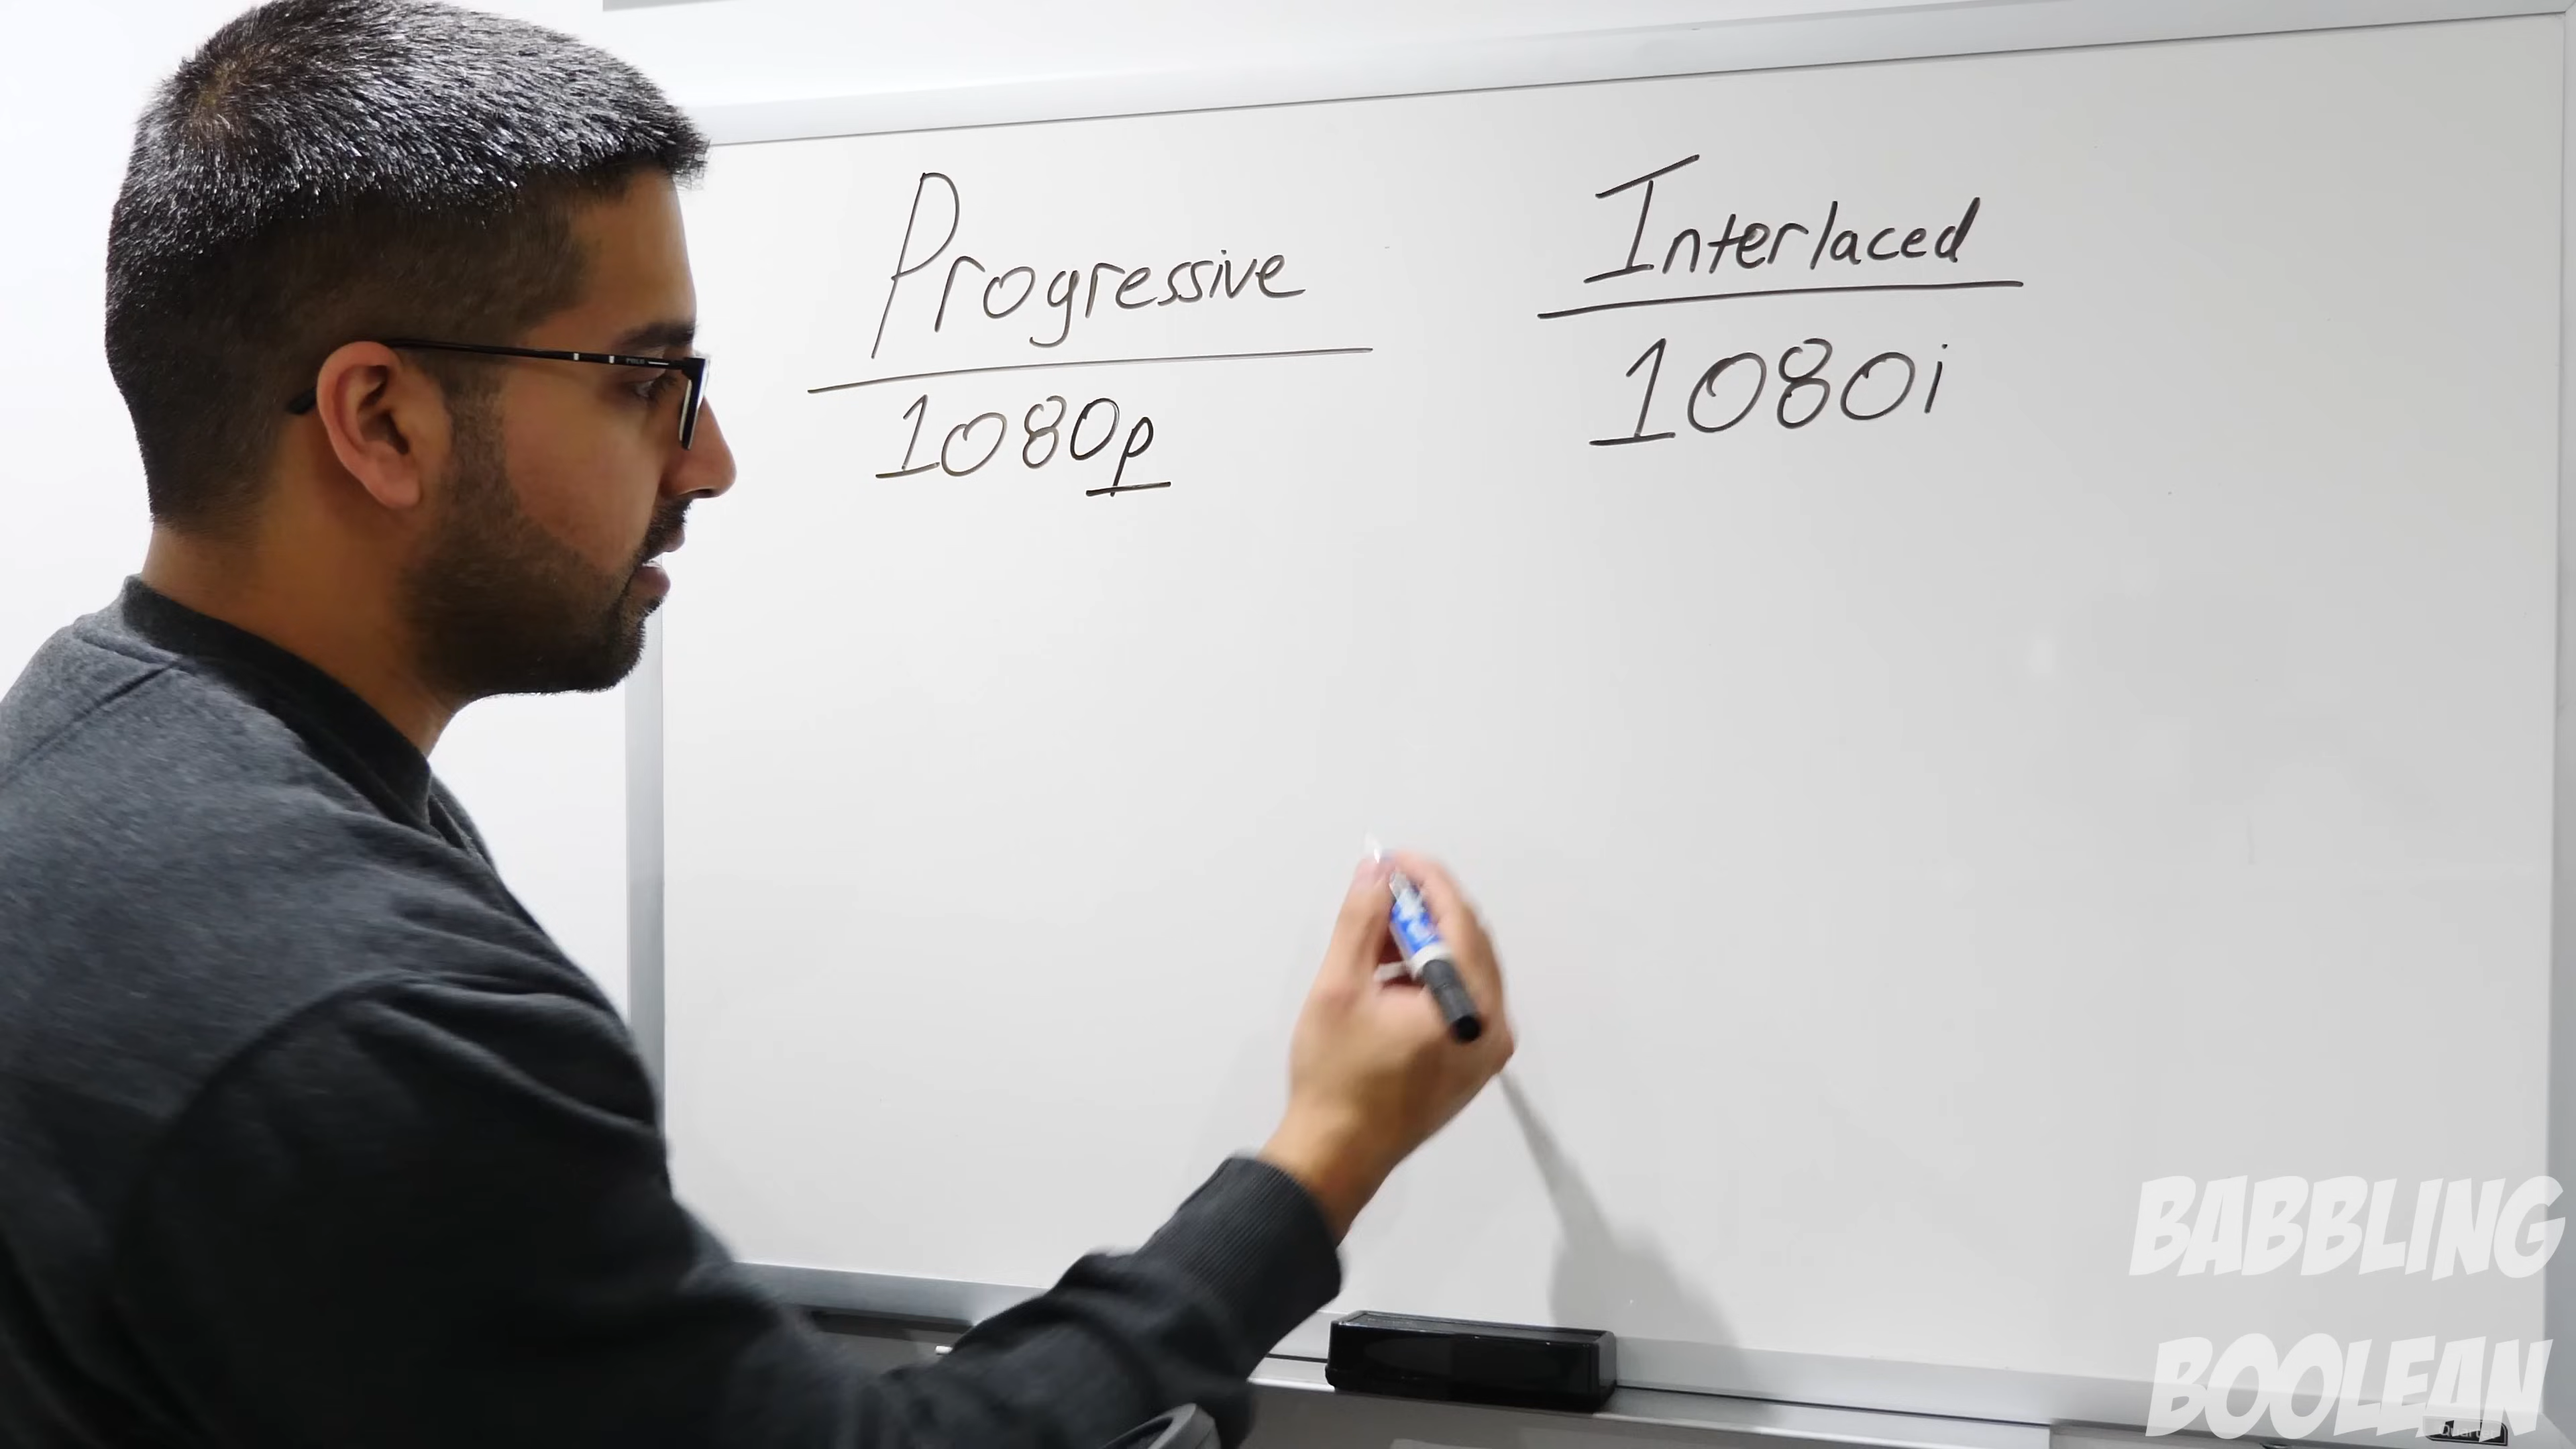 Progressive
1080p
Interlaced
1080i
BABBLING
BOOLEAN